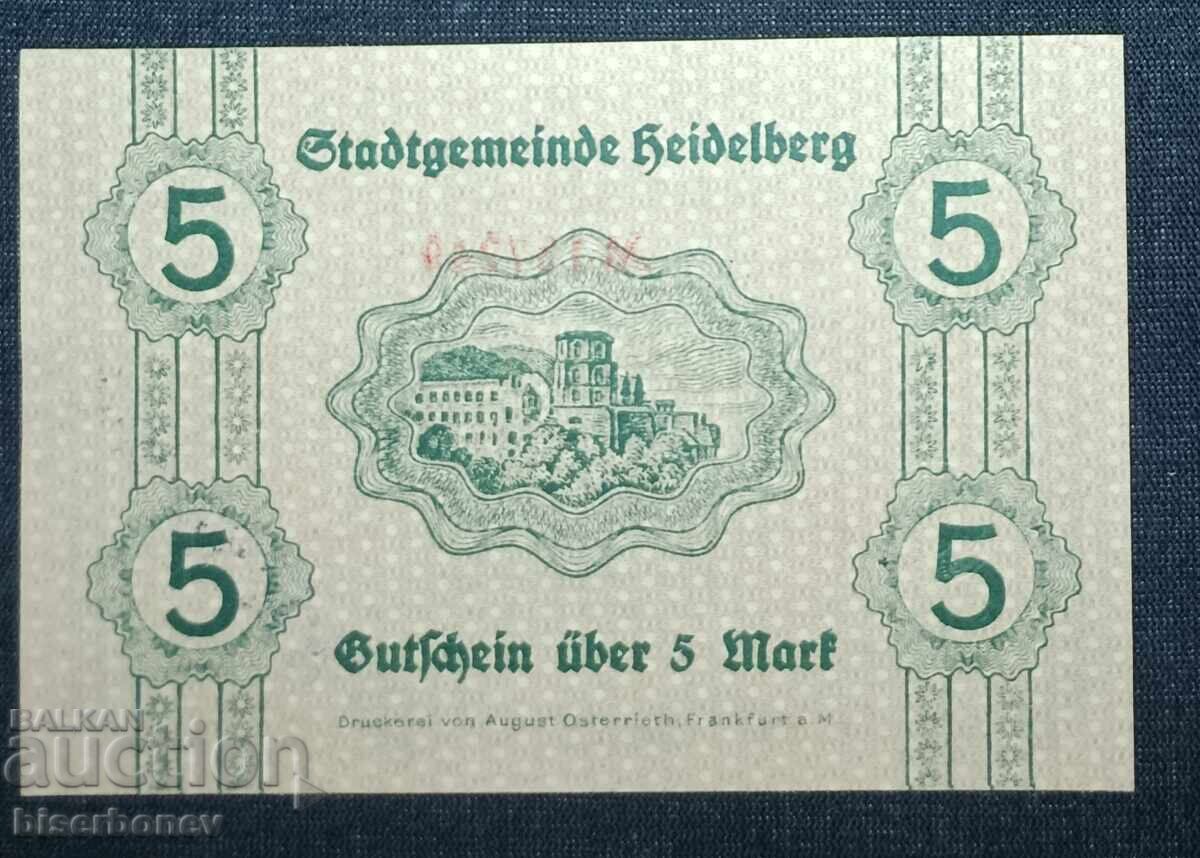 5
5
Stadtgemeinde Heidelberg
5
5
Gutschein über 5 Mark
Druckerei von August Osterrieth, Frankfurt a. M.
BALKAN
auction
biserbonev